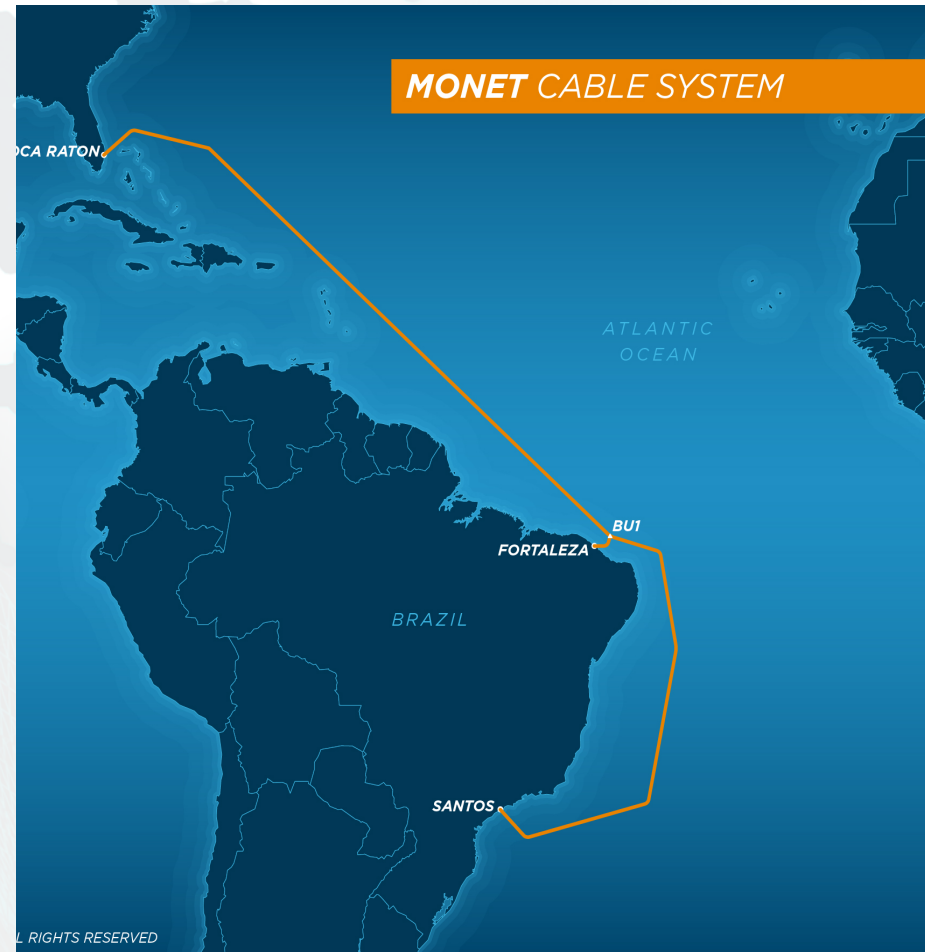 MONET CABLE SYSTEM
OCA RATON
ATLANTIC
OCEAN
BU1
FORTALEZA
BRAZIL
SANTOS
L RIGHTS RESERVED